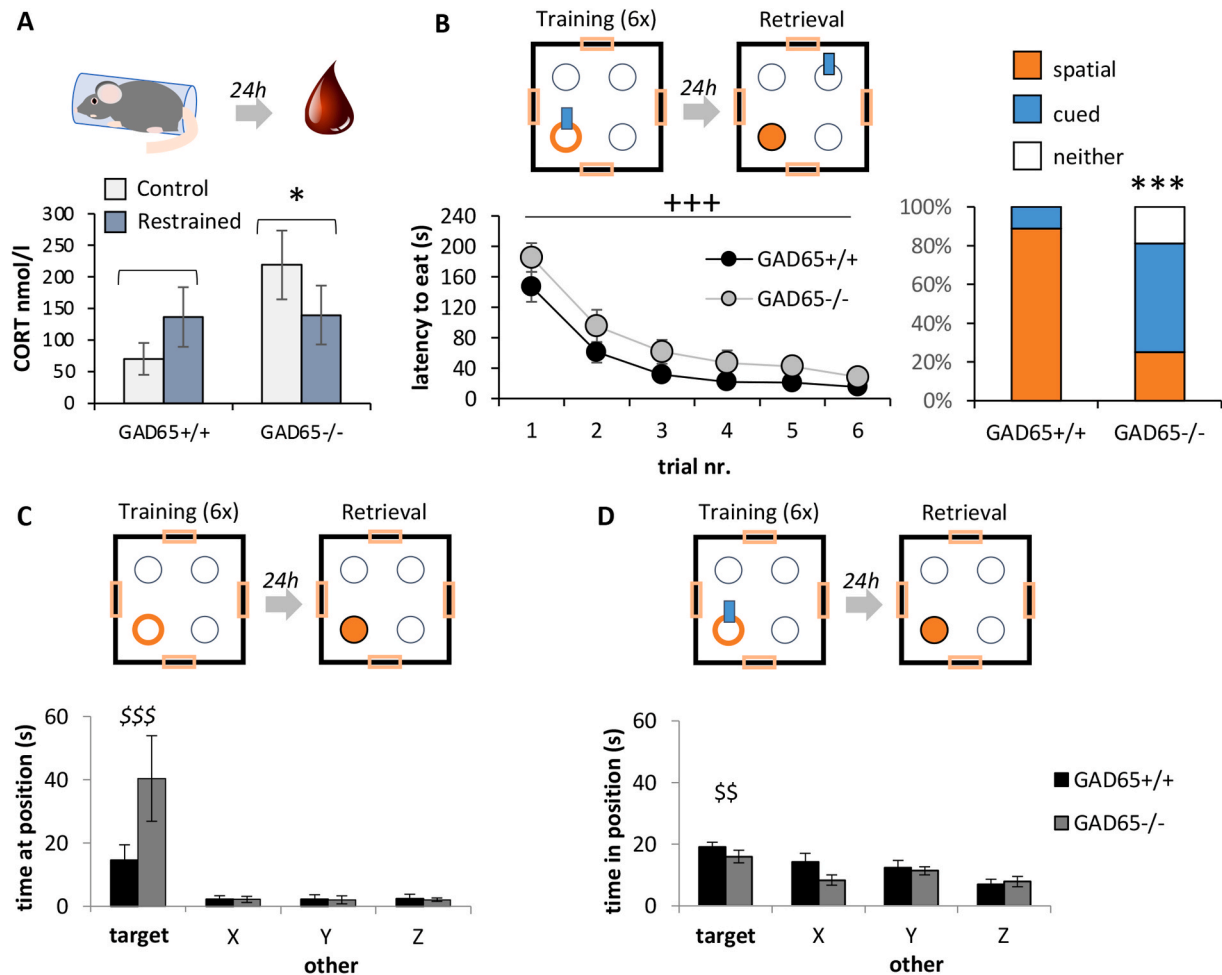 A
24h
Control
Restrained
*
CORT nmol/l
300
250
200
150
100
50
0
GAD65+/+ GAD65-/-
B
Training (6x) Retrieval
24h
+++
latency to eat (s)
240
200
160
120
80
40
0
GAD65+/+
GAD65-/-
1 2 3 4 5 6
trial nr.
spatial
cued
neither
***
100%
80%
60%
40%
20%
0%
GAD65+/+ GAD65-/-
C
Training (6x) Retrieval
24h
time at position (s)
60
40
20
0
$$$
target X Y Z
other
D
Training (6x) Retrieval
24h
time in position (s)
60
40
20
0
$$
target X Y Z
other
GAD65+/+
GAD65-/-